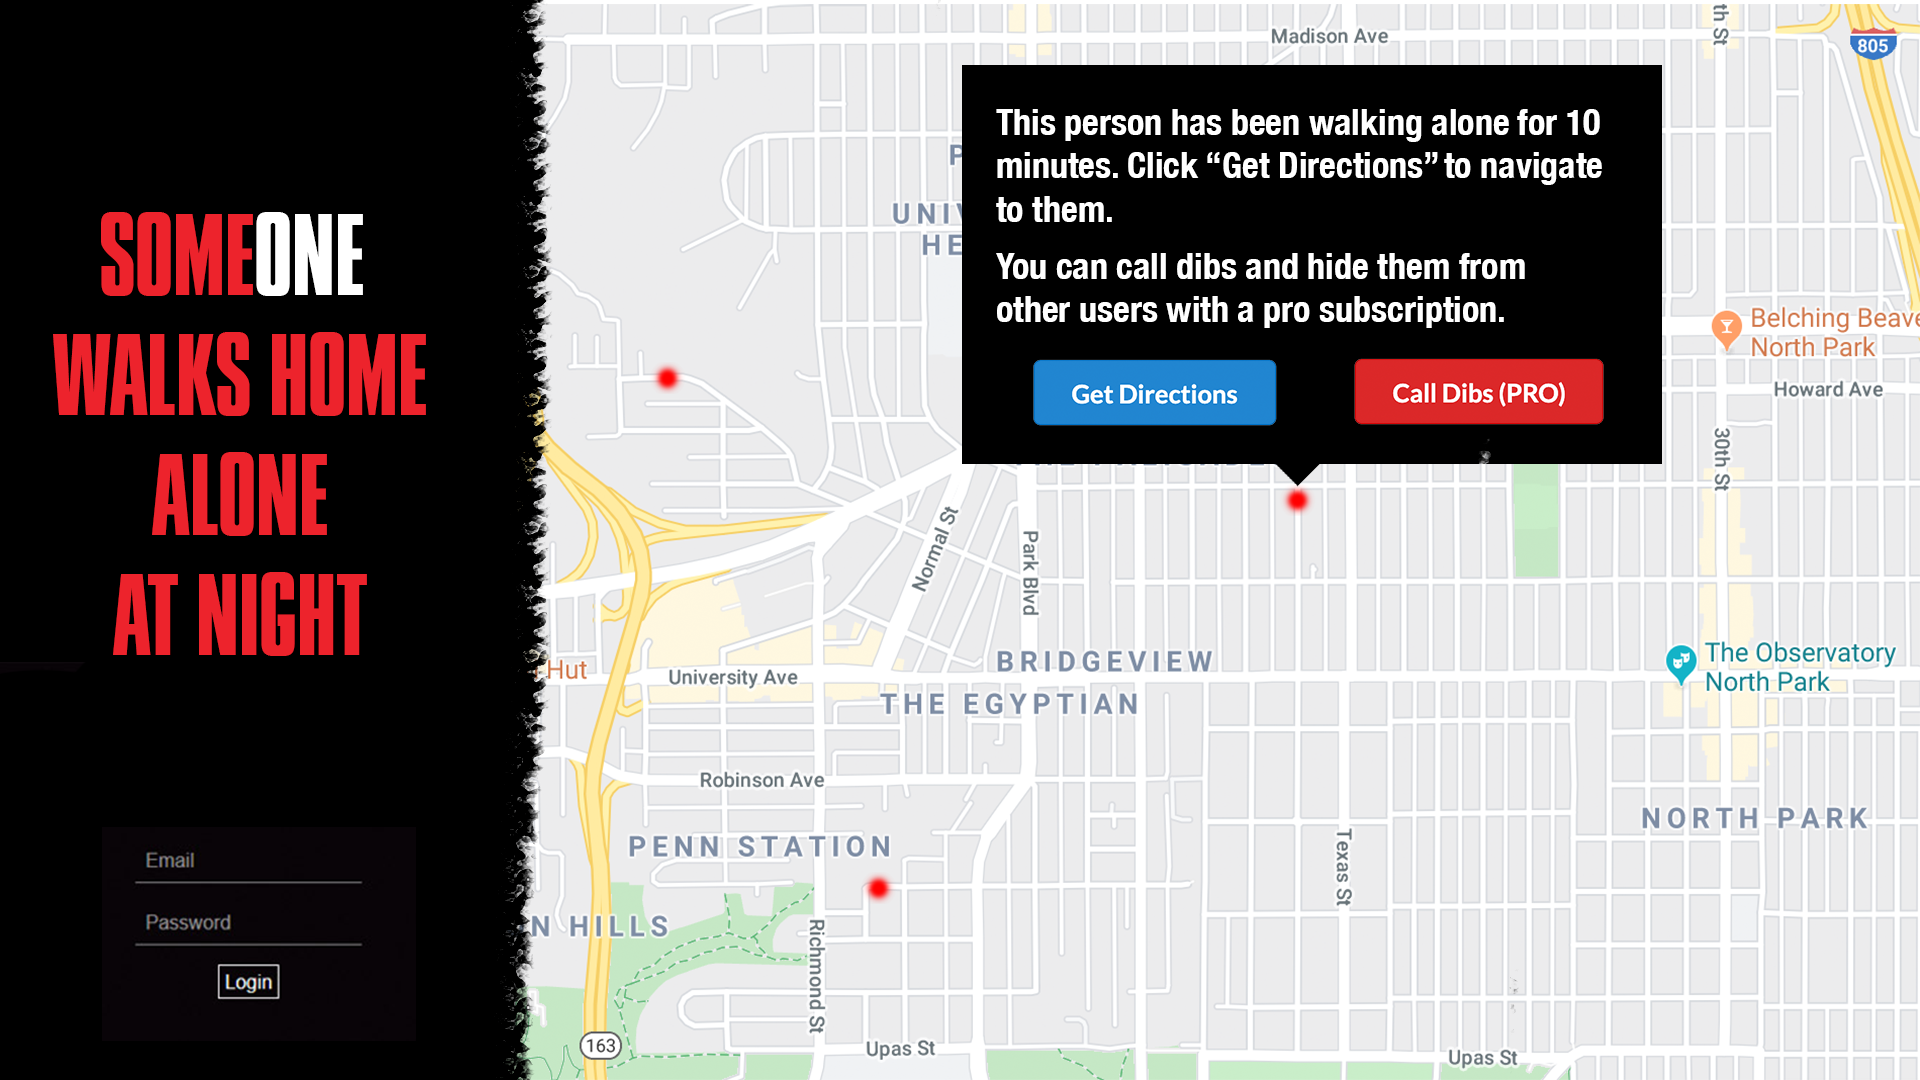 SOMEONE
WALKS HOME
ALONE
AT NIGHT
Email
Password
Login
This person has been walking alone for 10
minutes. Click “Get Directions” to navigate
to them.
You can call dibs and hide them from
other users with a pro subscription.
Get Directions
Call Dibs (PRO)
Madison Ave
805
th St
UNIV
HE
Belching Beave
North Park
Howard Ave
30th St
Normal St
Park Blvd
Hut
University Ave
BRIDGEVIEW
THE EGYPTIAN
The Observatory
North Park
Robinson Ave
PENN STATION
NORTH PARK
Texas St
N HILLS
Richmond St
163
Upas St
Upas St